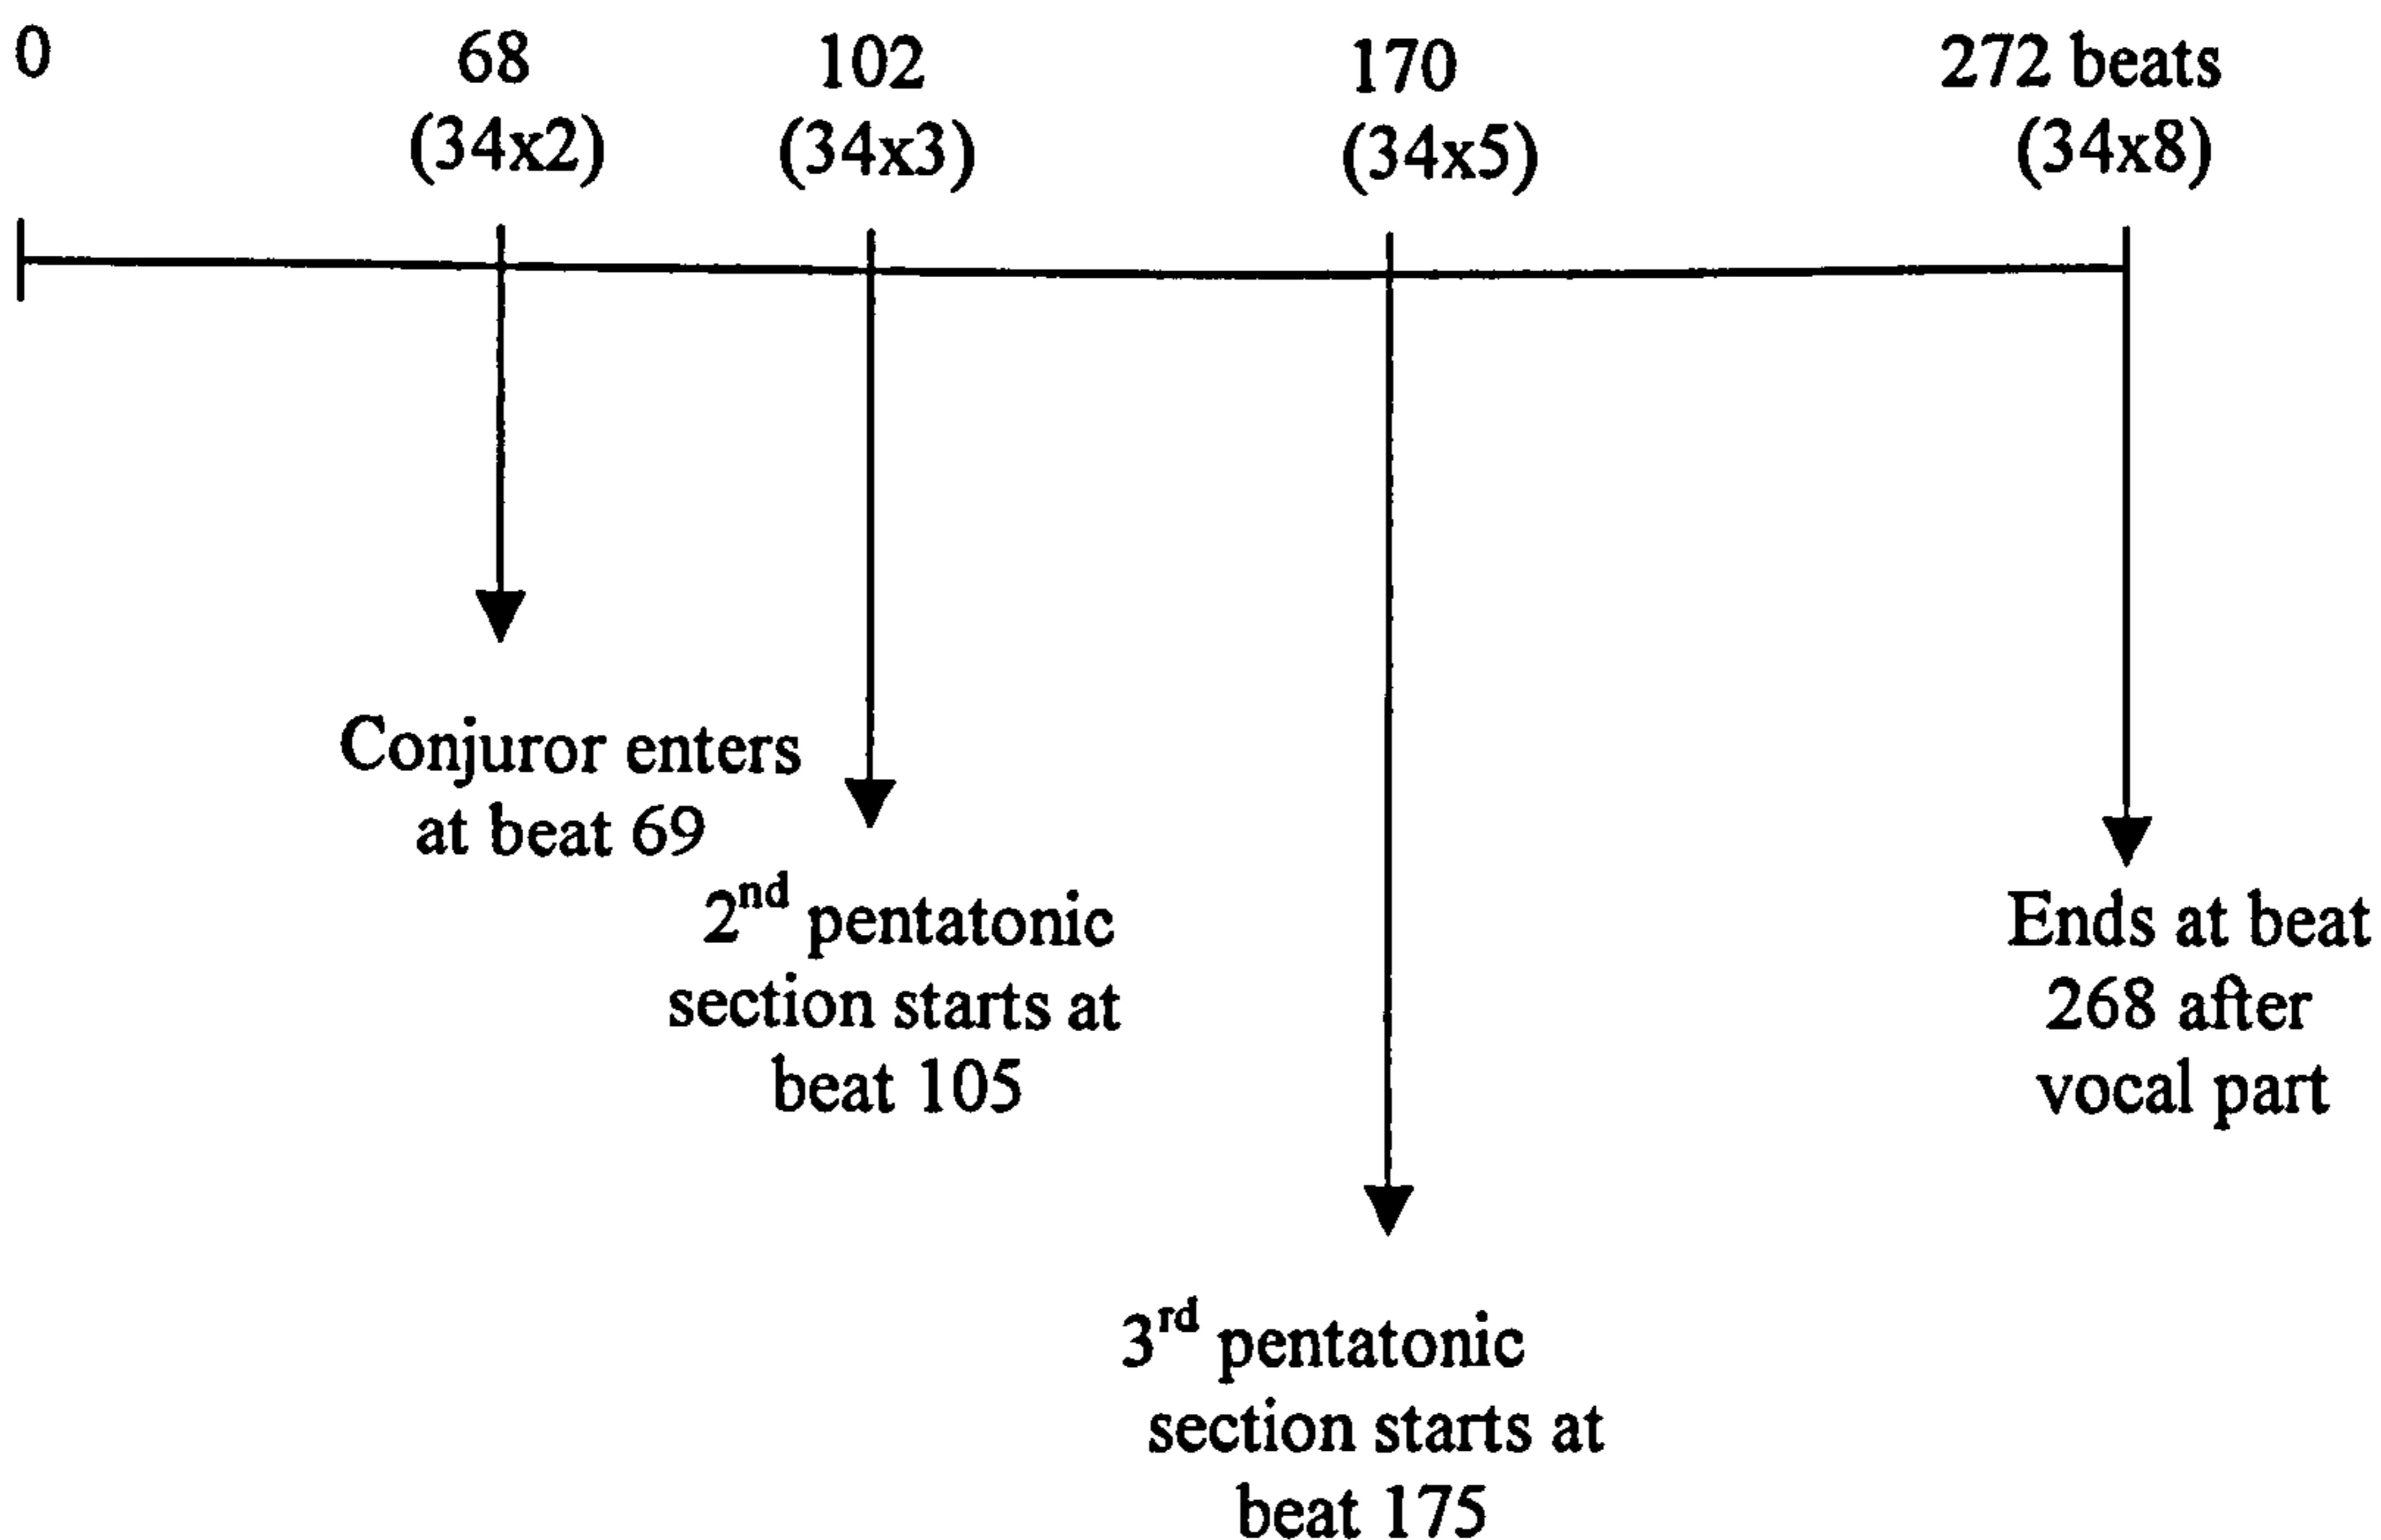 0
68
(34x2)
102
(34x3)
170
(34x5)
272 beats
(34x8)
Conjuror enters
at beat 69
2nd pentatonic
section starts at
beat 105
3rd pentatonic
section starts at
beat 175
Ends at beat
268 after
vocal part